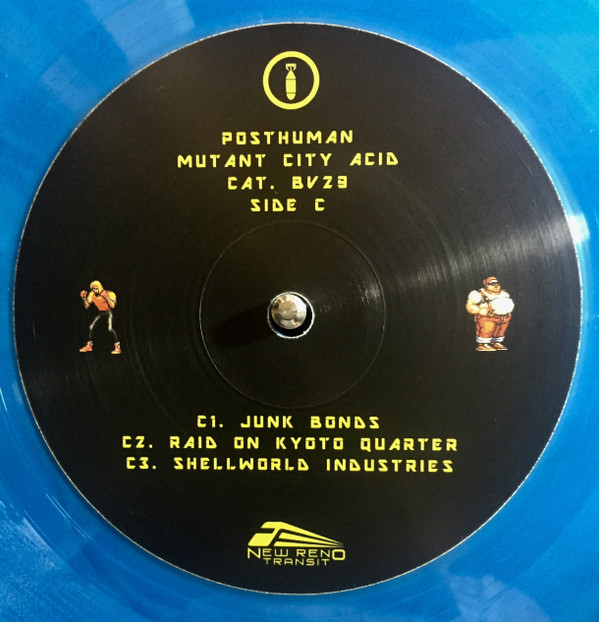 POSTHUMAN
MUTANT CITY ACID
CAT. BV23
SIDE C
C1. JUNK BONDS
C2. RAID ON KYOTO QUARTER
C3. SHELLWORLD INDUSTRIES
NEW RENO
TRANSIT